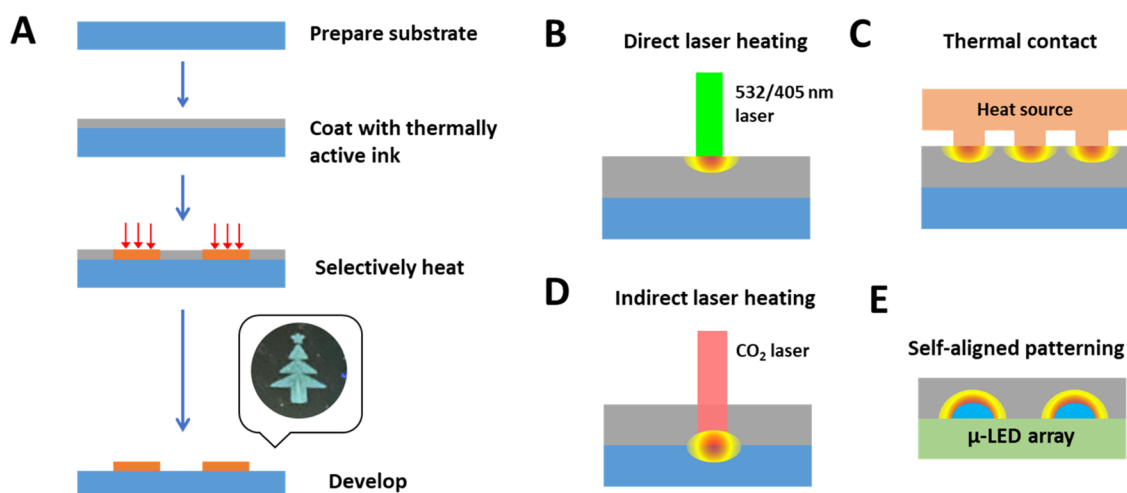 A
Prepare substrate
Coat with thermally
active ink
Selectively heat
Develop
B
Direct laser heating
532/405 nm
laser
C
Thermal contact
Heat source
D
Indirect laser heating
CO₂ laser
E
Self-aligned patterning
μ-LED array